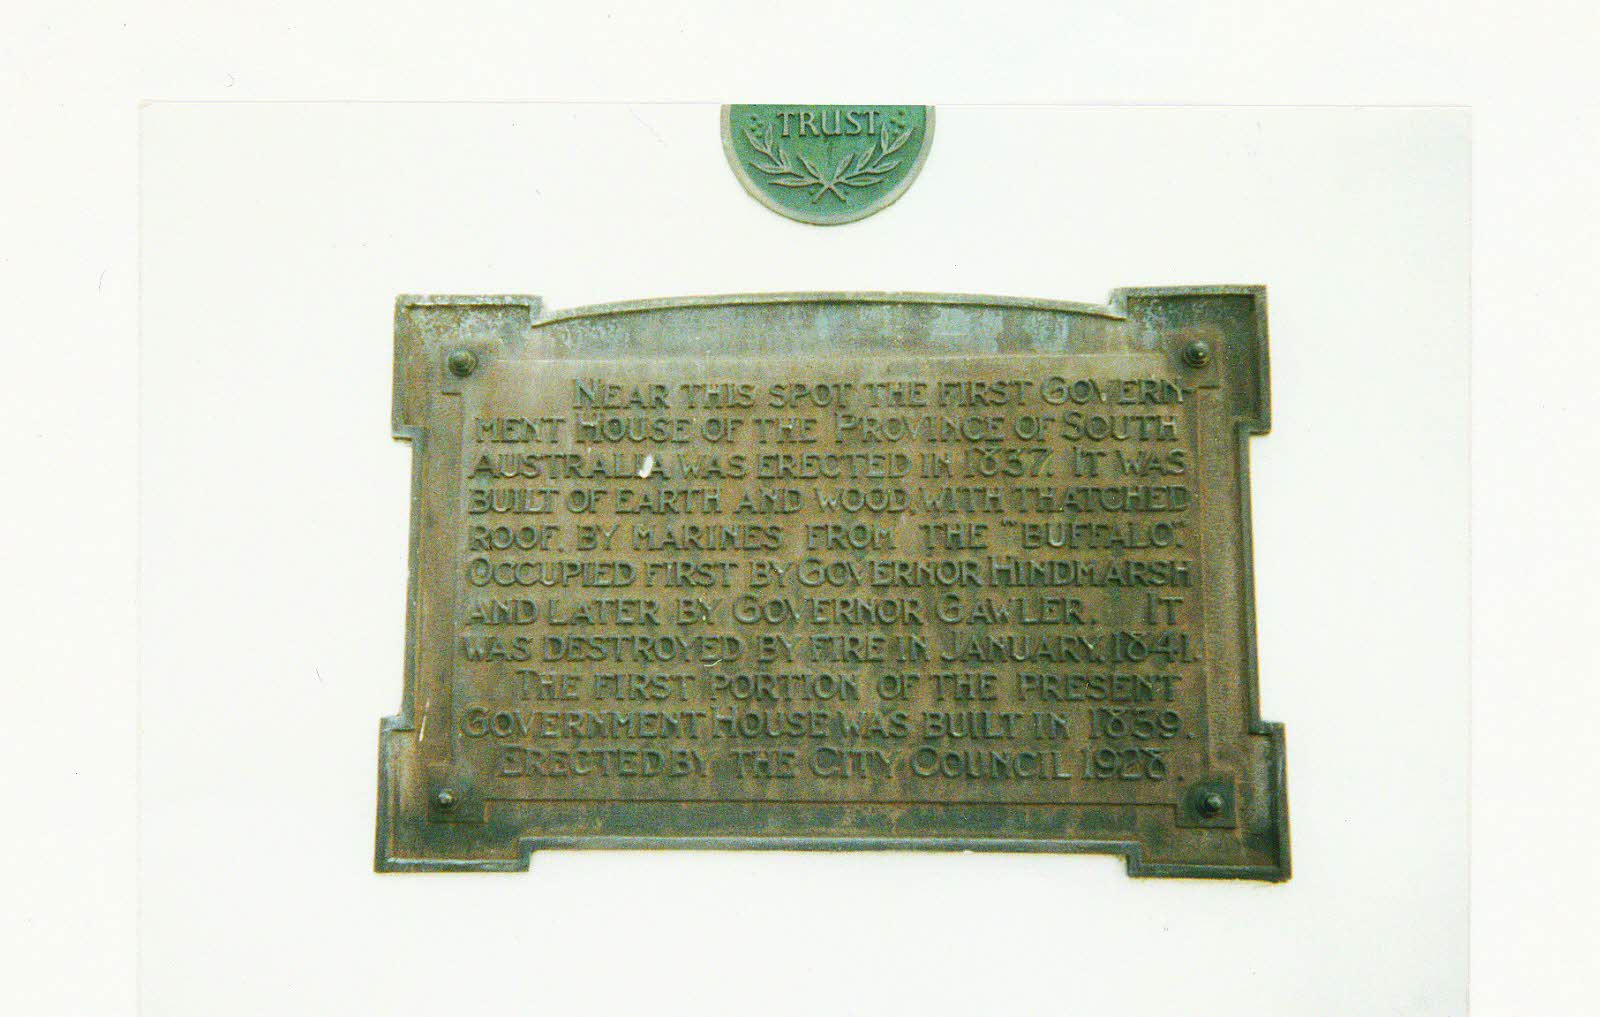 TRUST
NEAR THIS SPOT THE FIRST GOVERN-
MENT HOUSE OF THE PROVINCE OF SOUTH
AUSTRALIA WAS ERECTED IN 1837. IT WAS
BUILT OF EARTH AND WOOD, WITH THATCHED
ROOF, BY MARINES FROM THE "BUFFALO".
OCCUPIED FIRST BY GOVERNOR HINDMARSH
AND LATER BY GOVERNOR GAWLER. IT
WAS DESTROYED BY FIRE IN JANUARY, 1841.
THE FIRST PORTION OF THE PRESENT
GOVERNMENT HOUSE WAS BUILT IN 1839.
ERECTED BY THE CITY COUNCIL 1928.